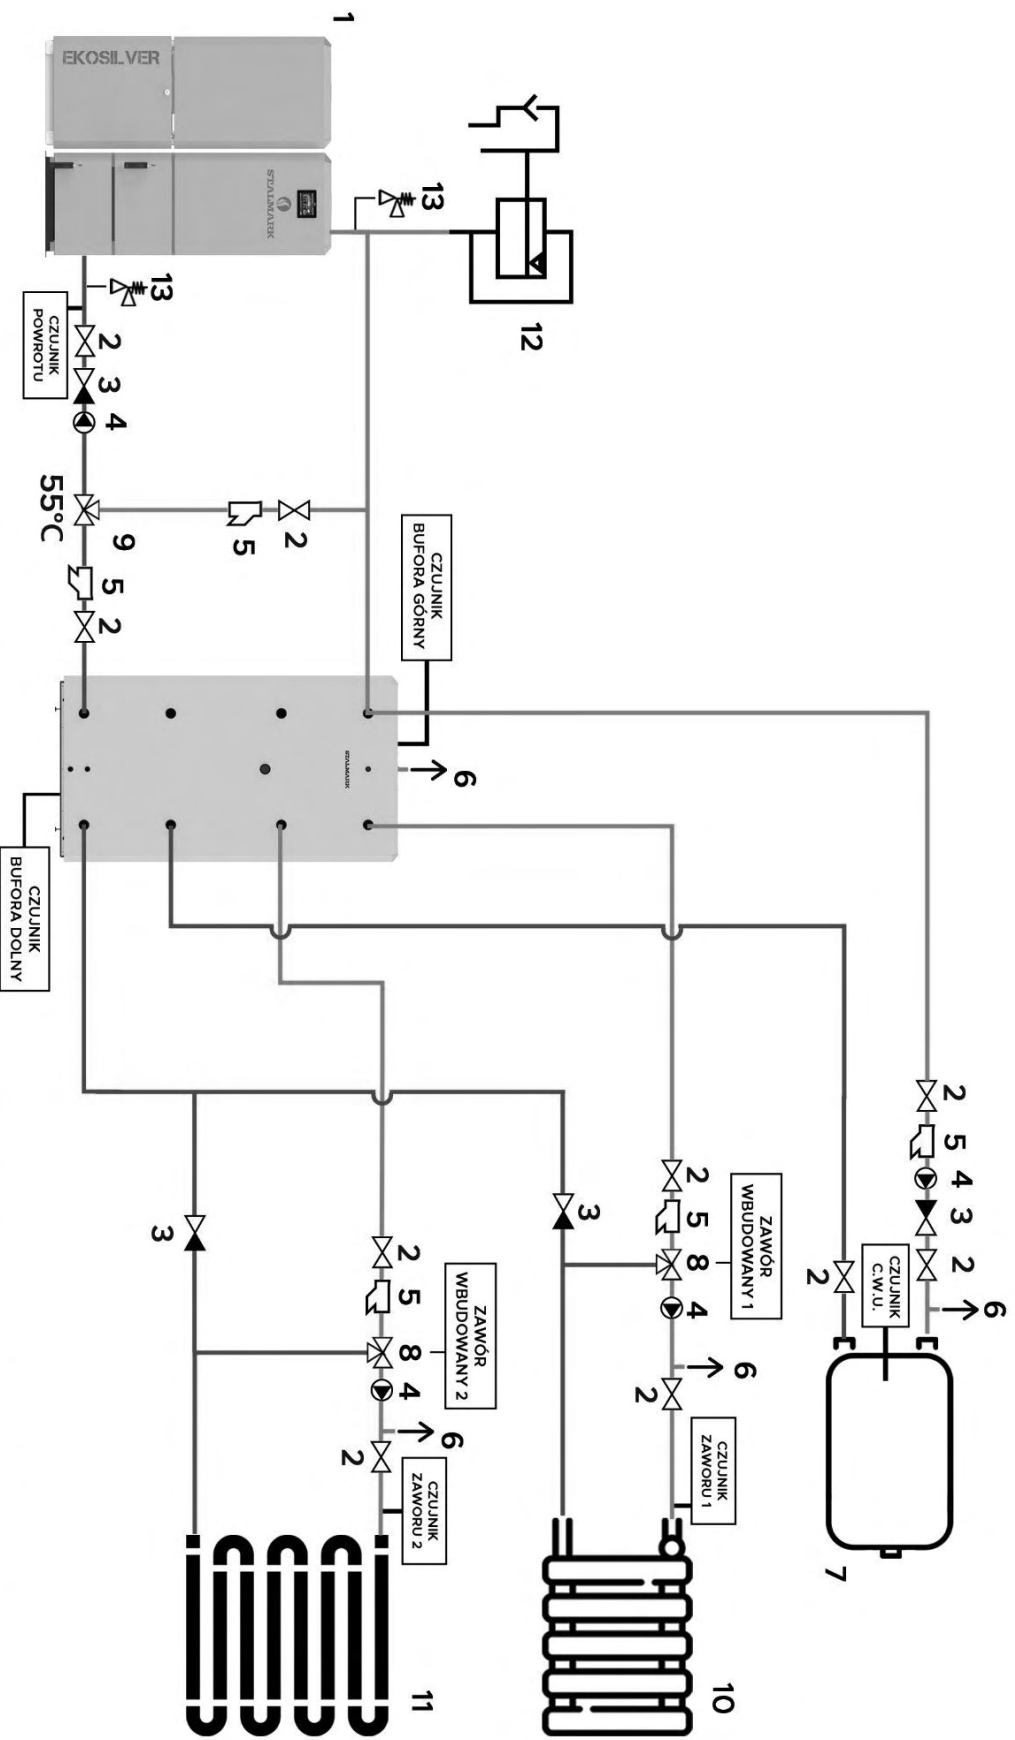 6
2 5 4 3 2
CZUJNIK
C.W.U.
7
2
ZAWÓR
WBUDOWANY 1
6
10
CZUJNIK
ZAWORU 1
2 5 8 4
2
3
12
ZAWÓR
WBUDOWANY 2
6
6
13
CZUJNIK
BUFORA GÓRNY
CZUJNIK
ZAWORU 2
11
2 5 8 4
2
1
STALMARK
2
STALMARK
5
13
3
9
EKOSILVER
2 3 4 5 2
55°C
CZUJNIK
POWROTU
CZUJNIK
BUFORA DOLNY